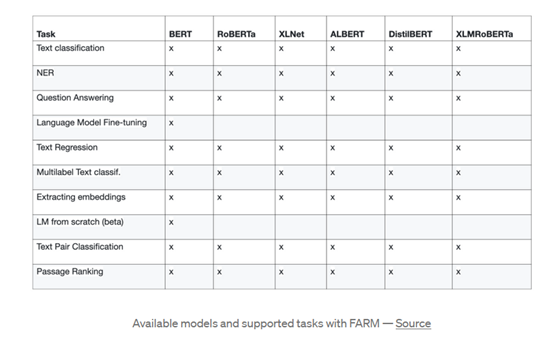 Task BERT RoBERTa XLNet ALBERT DistilBERT XLMRoBERTa
Text classification x x x x x x
NER x x x x x x
Question Answering x x x x x x
Language Model Fine-tuning x
Text Regression x x x x x x
Multilabel Text classif. x x x x x x
Extracting embeddings x x x x x x
LM from scratch (beta) x
Text Pair Classification x x x x x x
Passage Ranking x x x x x x
Available models and supported tasks with FARM — Source